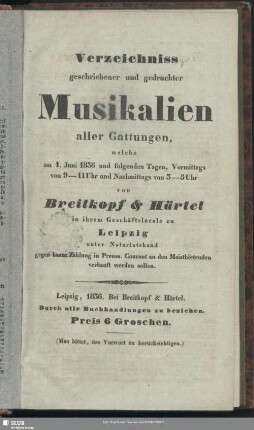 Verzeichniss
geschriebener und gedruckter
Musikalien
aller Gattungen,
welche
am 1. Juni 1836 und folgenden Tagen, Vormittags
von 9—11 Uhr und Nachmittags von 3—5 Uhr
von
Breitkopf & Härtel
in ihrem Geschäftslocale zu
Leipzig
unter Notariatshand
gegen baare Zahlung in Preuss. Courant an den Meistbietenden
verkauft werden sollen.
Leipzig, 1836. Bei Breitkopf & Härtel.
Durch alle Buchhandlungen zu beziehen.
Preis 6 Groschen.
(Man bittet, das Vorwort zu berücksichtigen.)
SLUB